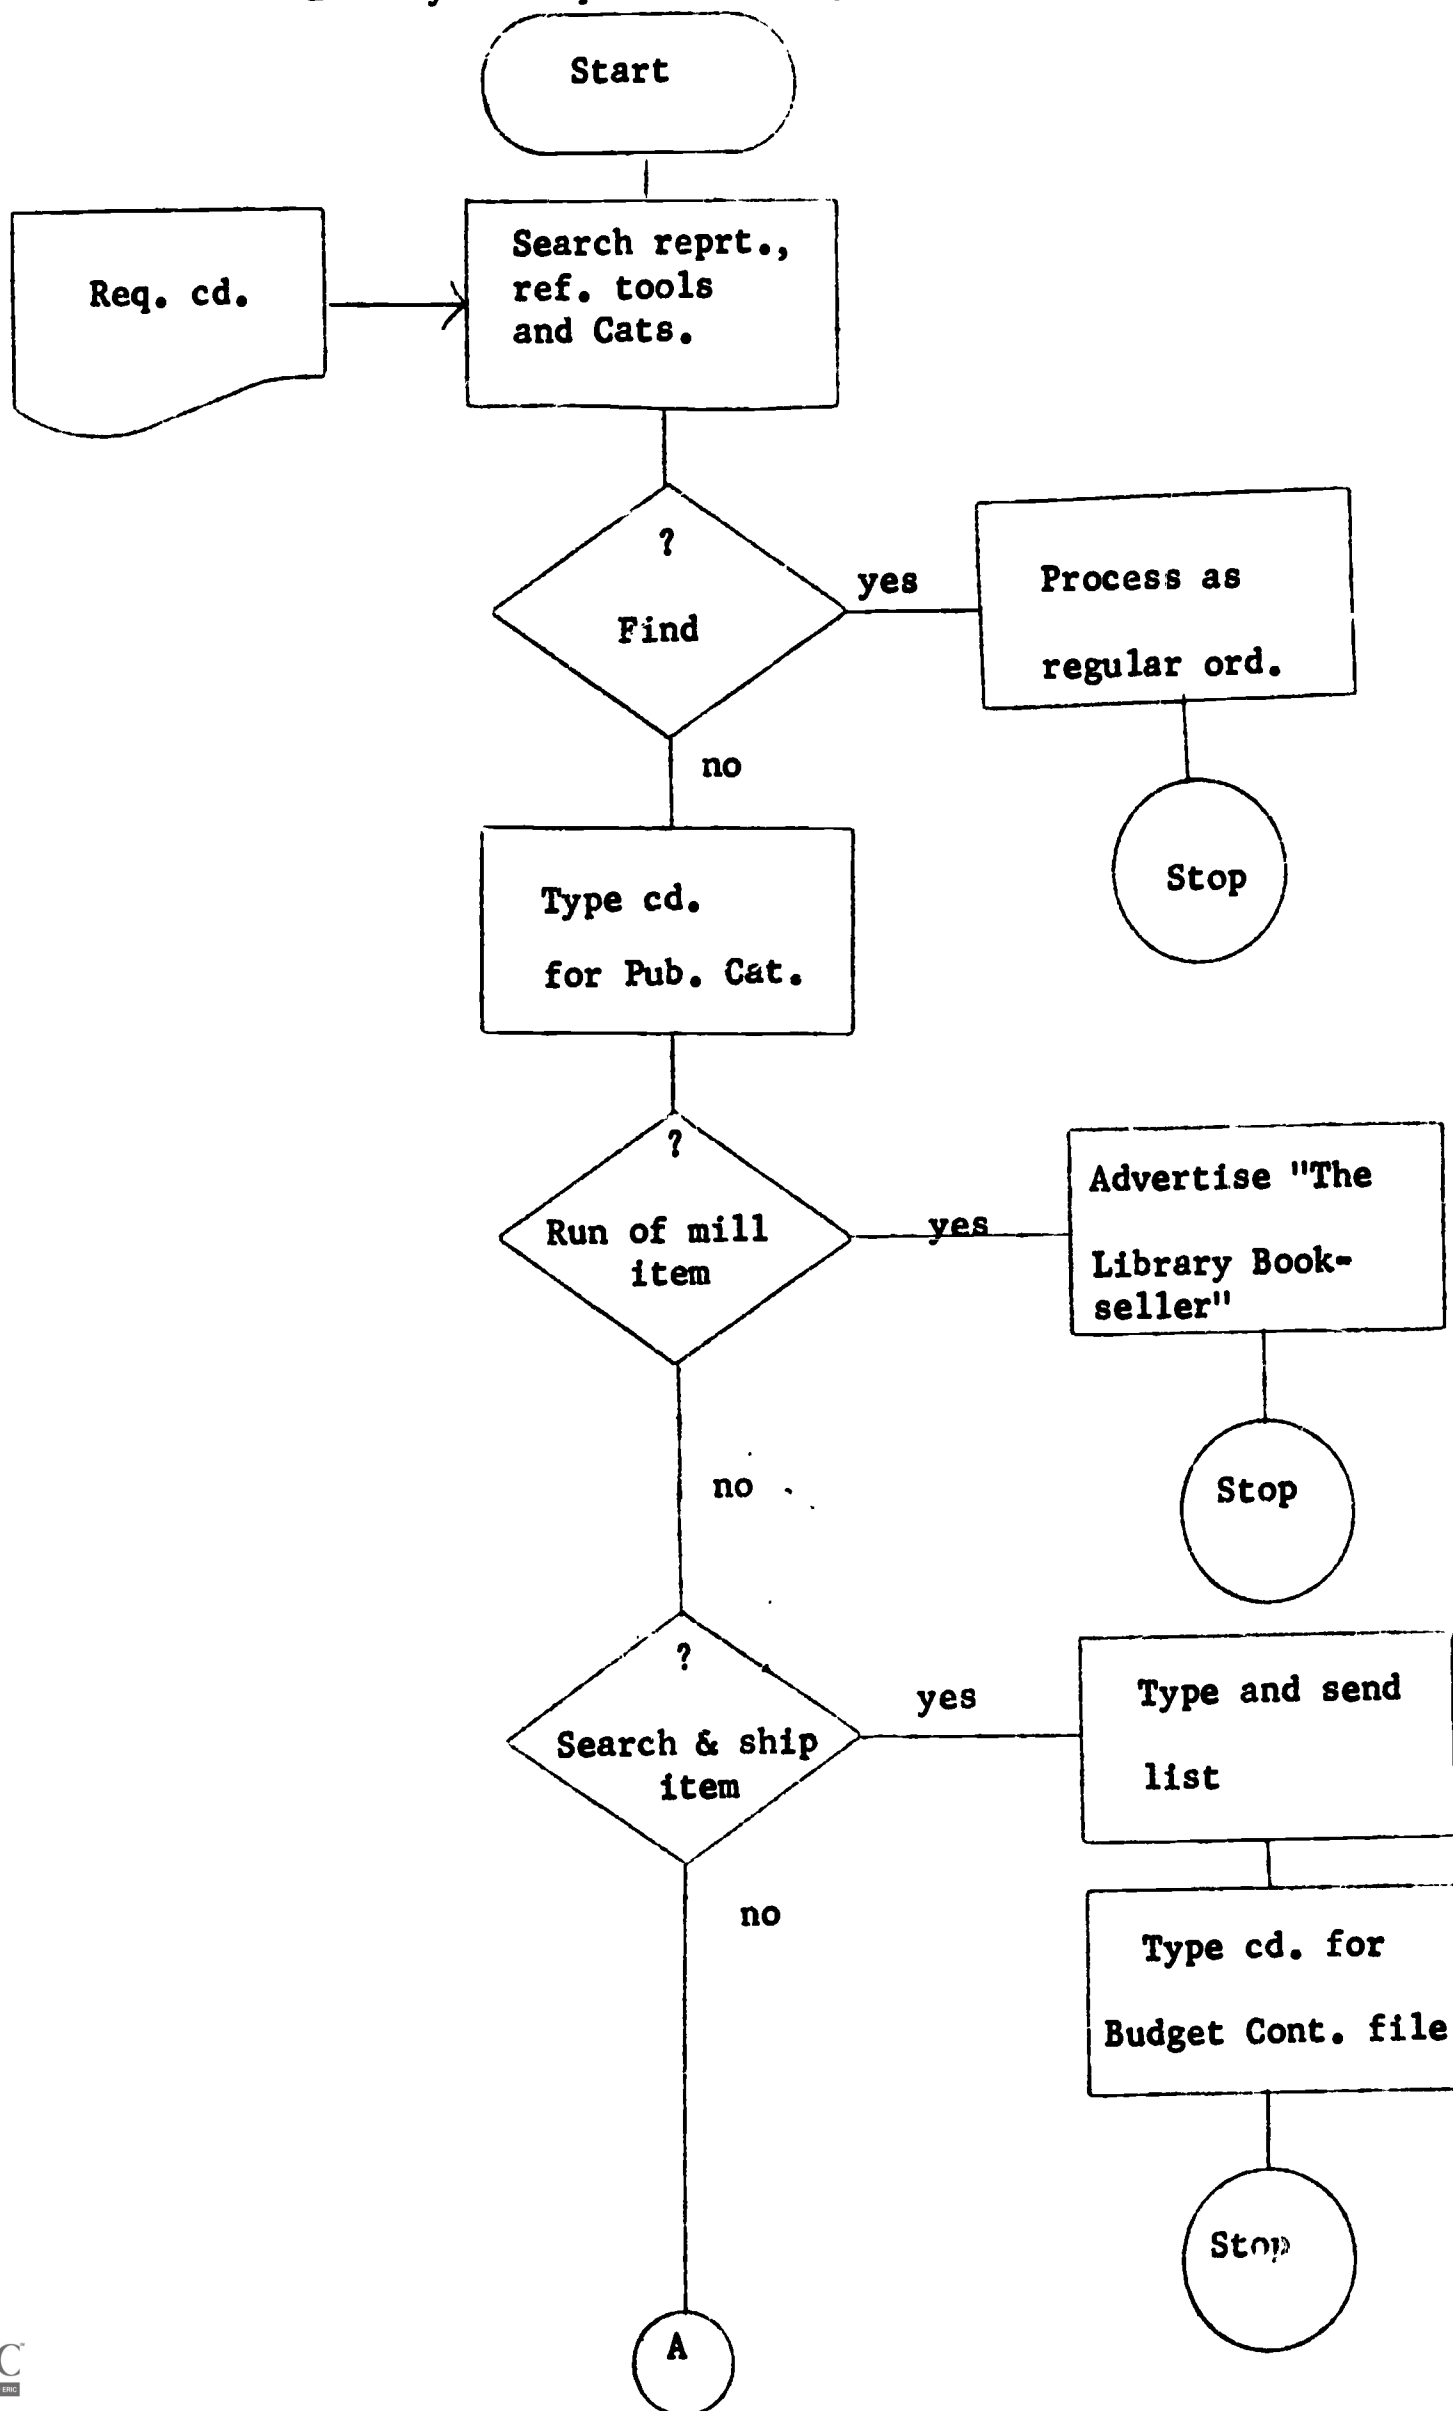 Start
Req. cd.
Search reprt.,
ref. tools
and Cats.
?
Find
yes
Process as
regular ord.
no
Stop
Type cd.
for Pub. Cat.
?
Run of mill
item
yes
Advertise "The
Library Book-
seller"
no
Stop
?
Search & ship
item
yes
Type and send
list
no
Type cd. for
Budget Cont. file
Stop
A
ERIC